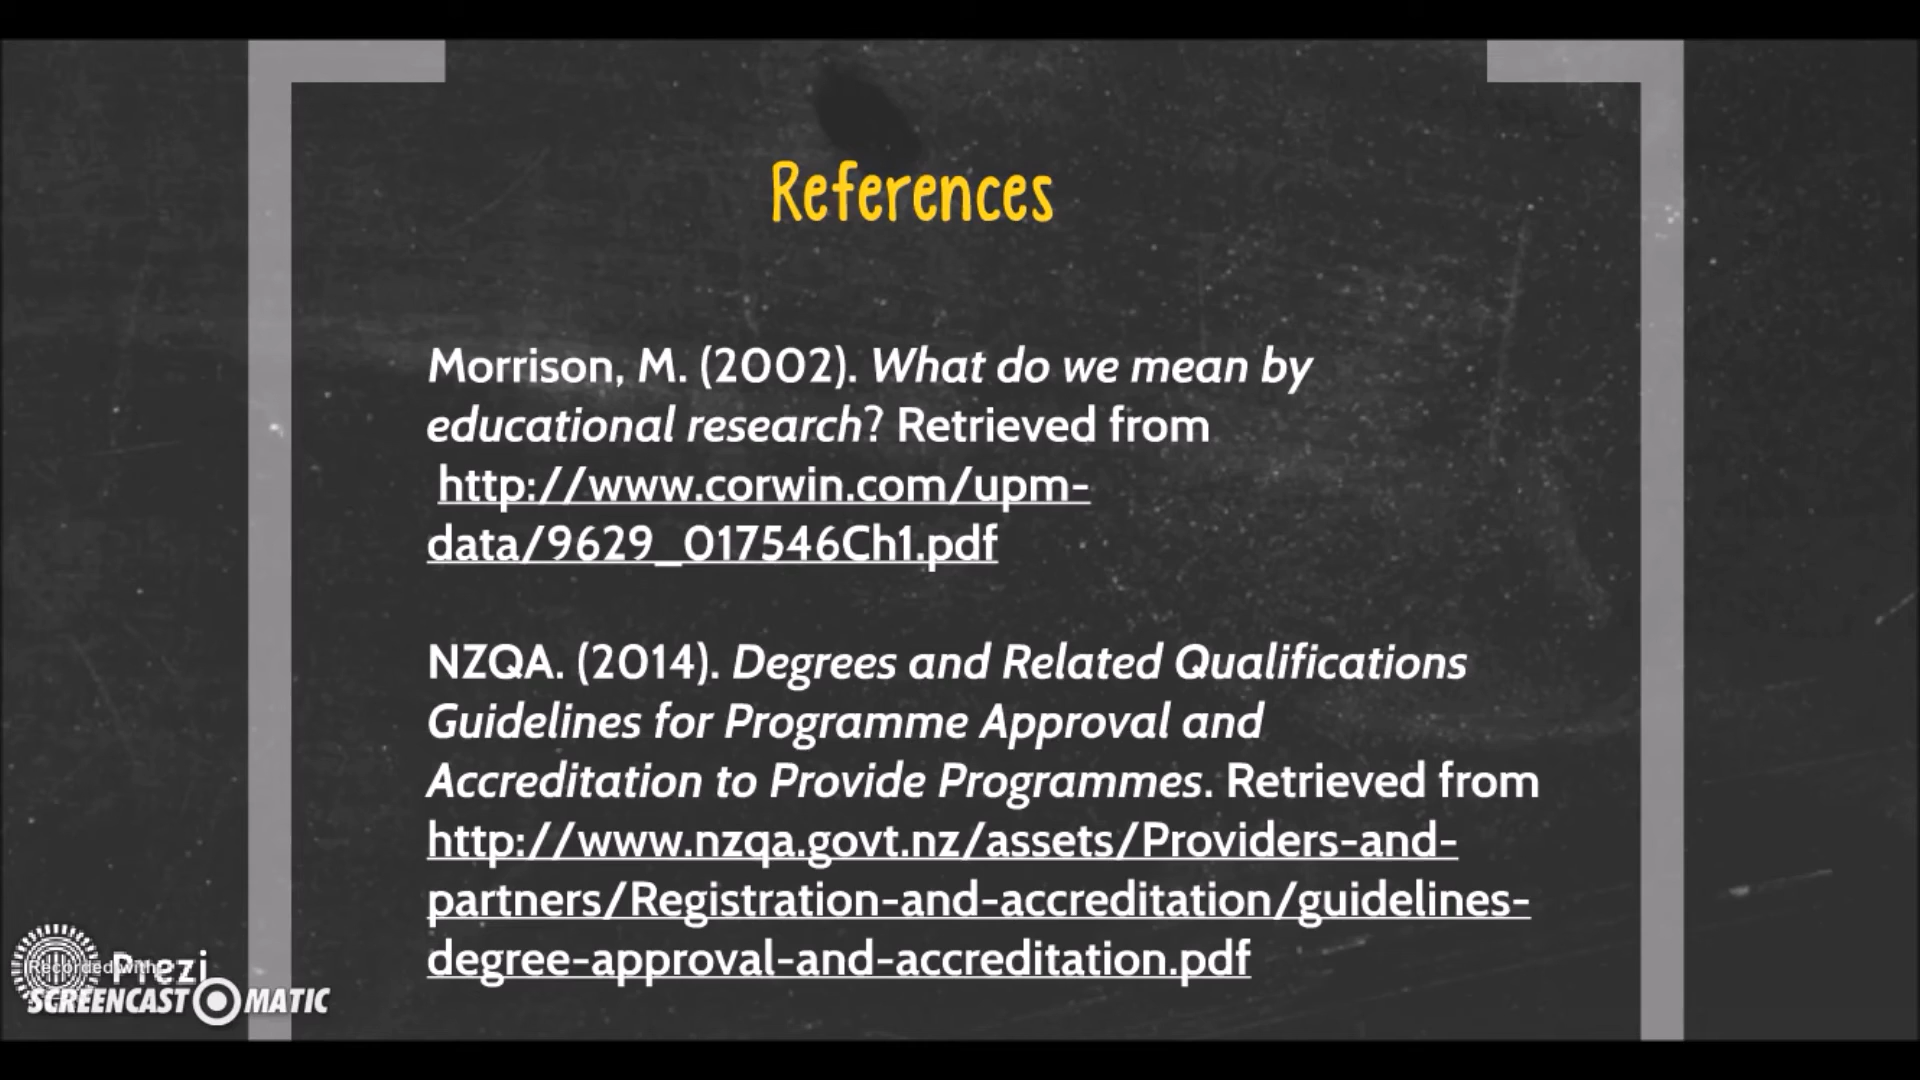 References
Morrison, M. (2002). What do we mean by
educational research? Retrieved from
http://www.corwin.com/upm-
data/9629_017546Ch1.pdf
NZQA. (2014). Degrees and Related Qualifications
Guidelines for Programme Approval and
Accreditation to Provide Programmes. Retrieved from
http://www.nzqa.govt.nz/assets/Providers-and-
partners/Registration-and-accreditation/guidelines-
degree-approval-and-accreditation.pdf
Prezi
Recorded with
SCREENCAST MATIC